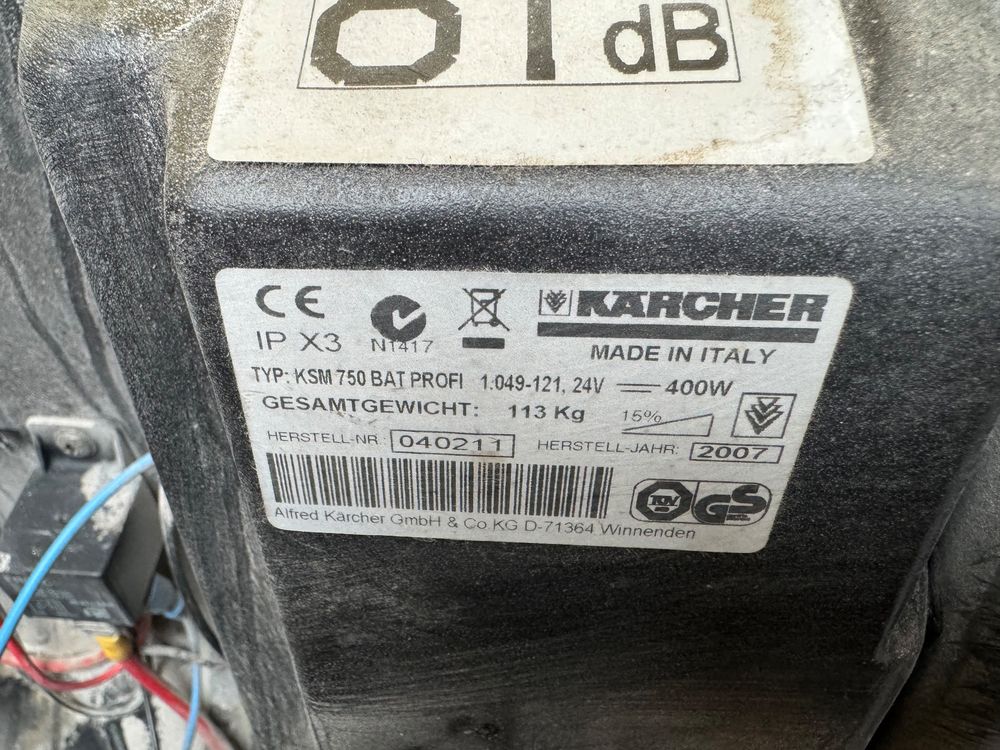 dB
CE
KÄRCHER
IP X3
N1417
MADE IN ITALY
TYP: KSM 750 BAT PROFI 1.049-121, 24V 400W
GESAMTGEWICHT: 113 Kg 15%
HERSTELL-NR: 040211 HERSTELL-JAHR: 2007
GS
Alfred Kärcher GmbH & Co KG D-71364 Winnenden